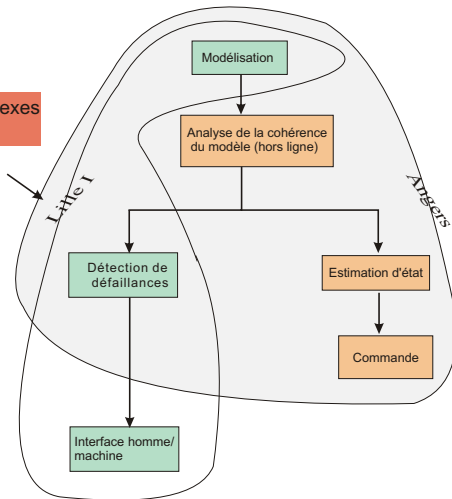 Modélisation
exes
Analyse de la cohérence
du modèle (hors ligne)
Lille I
Angers
Détection de
défaillances
Estimation d'état
Commande
Interface homme/
machine